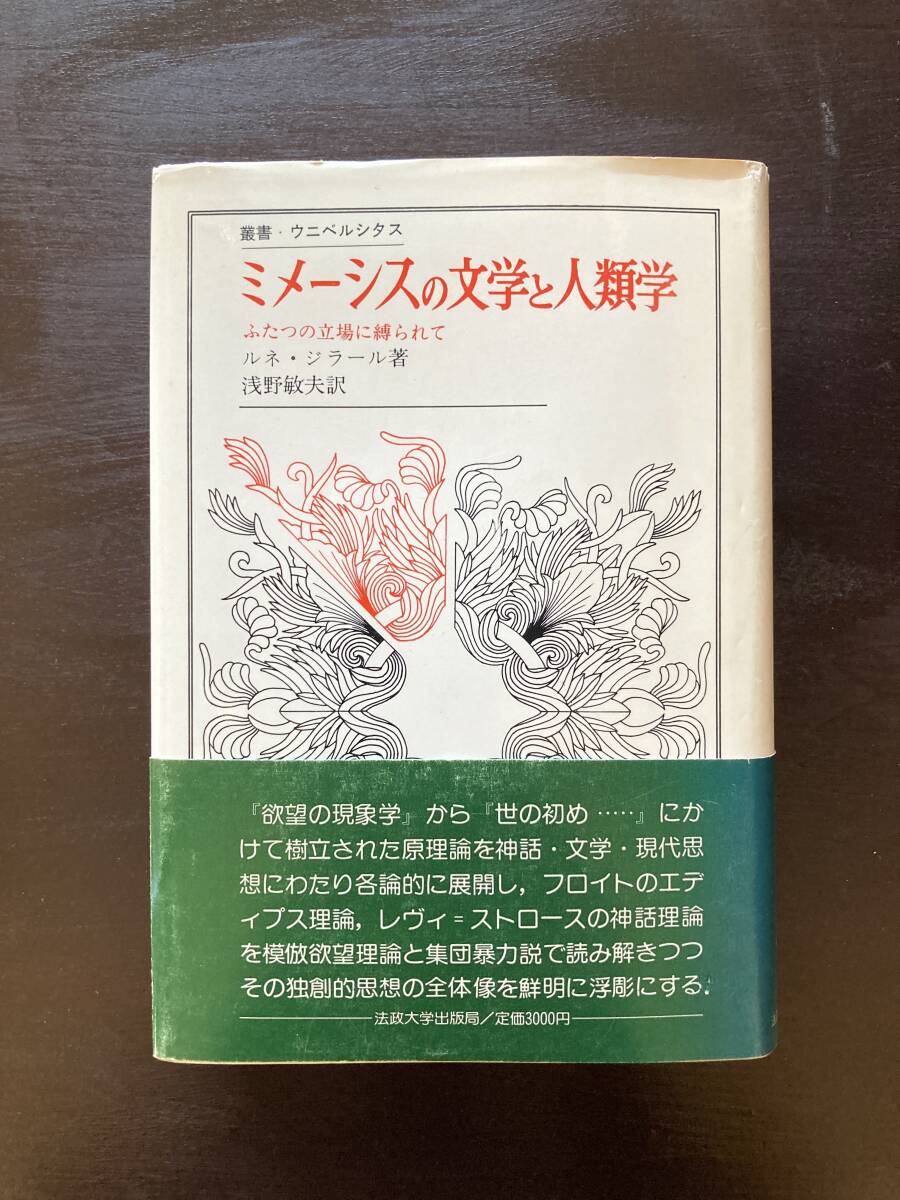 叢書・ウニベルシタス
ミメーシスの文学と人類学
ふたつの立場に縛られて
ルネ・ジラール著
浅野敏夫訳
『欲望の現象学』から『世の初め……』にか
けて樹立された原理論を神話・文学・現代思
想にわたり各論的に展開し，フロイトのエデ
ィプス理論，レヴィ＝ストロースの神話理論
を模倣欲望理論と集団暴力説で読み解きつつ
その独創的思想の全体像を鮮明に浮彫にする．
法政大学出版局／定価3000円